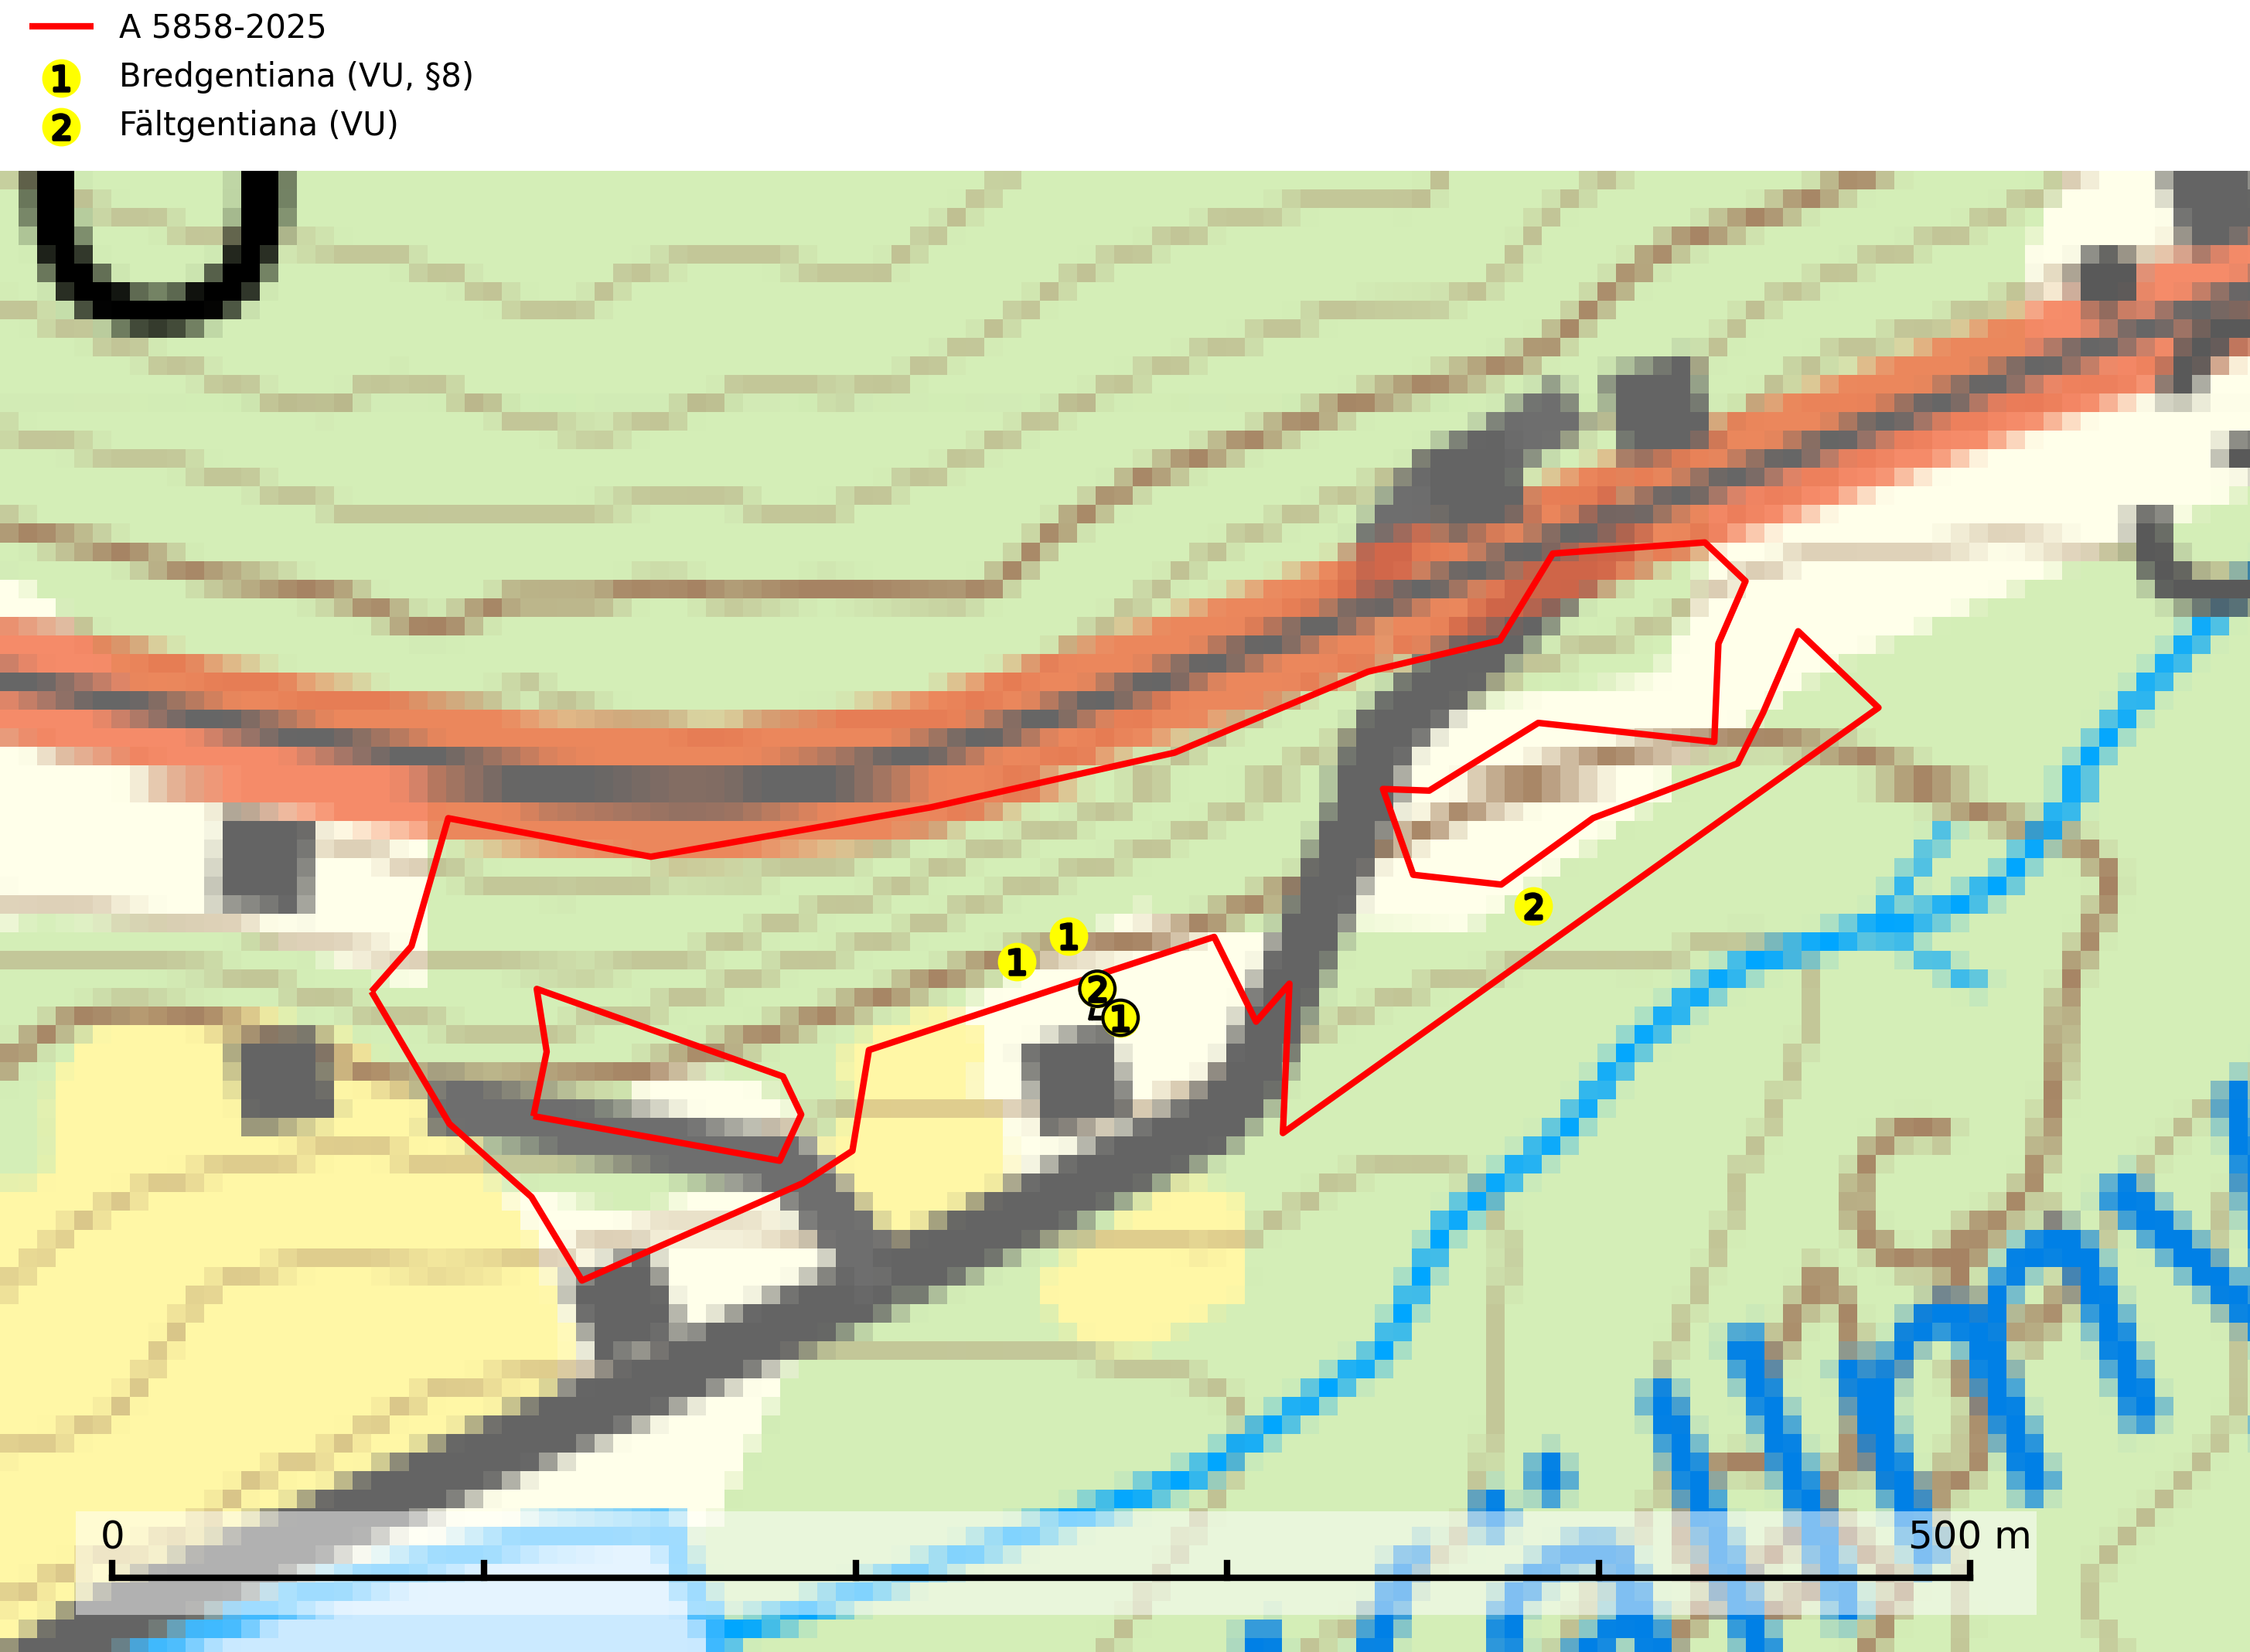 A 5858-2025
1 Bredgentiana (VU, §8)
2 Fältgentiana (VU)
1
2
1
2
1
0 500 m